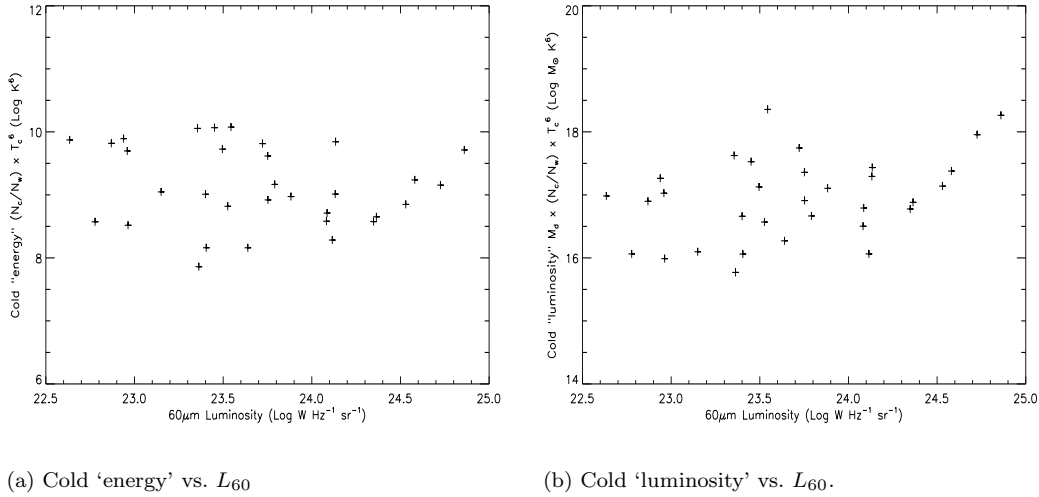 12
10
8
6
22.5 23.0 23.5 24.0 24.5 25.0
Cold "energy" (N_c/N_w) × T_c^6 (Log K^6)
60μm Luminosity (Log W Hz^-1 sr^-1)
(a) Cold ‘energy’ vs. L_60
20
18
16
14
22.5 23.0 23.5 24.0 24.5 25.0
Cold "luminosity" M_d × (N_c/N_w) × T_c^6 (Log M_⊙ K^6)
60μm Luminosity (Log W Hz^-1 sr^-1)
(b) Cold ‘luminosity’ vs. L_60.